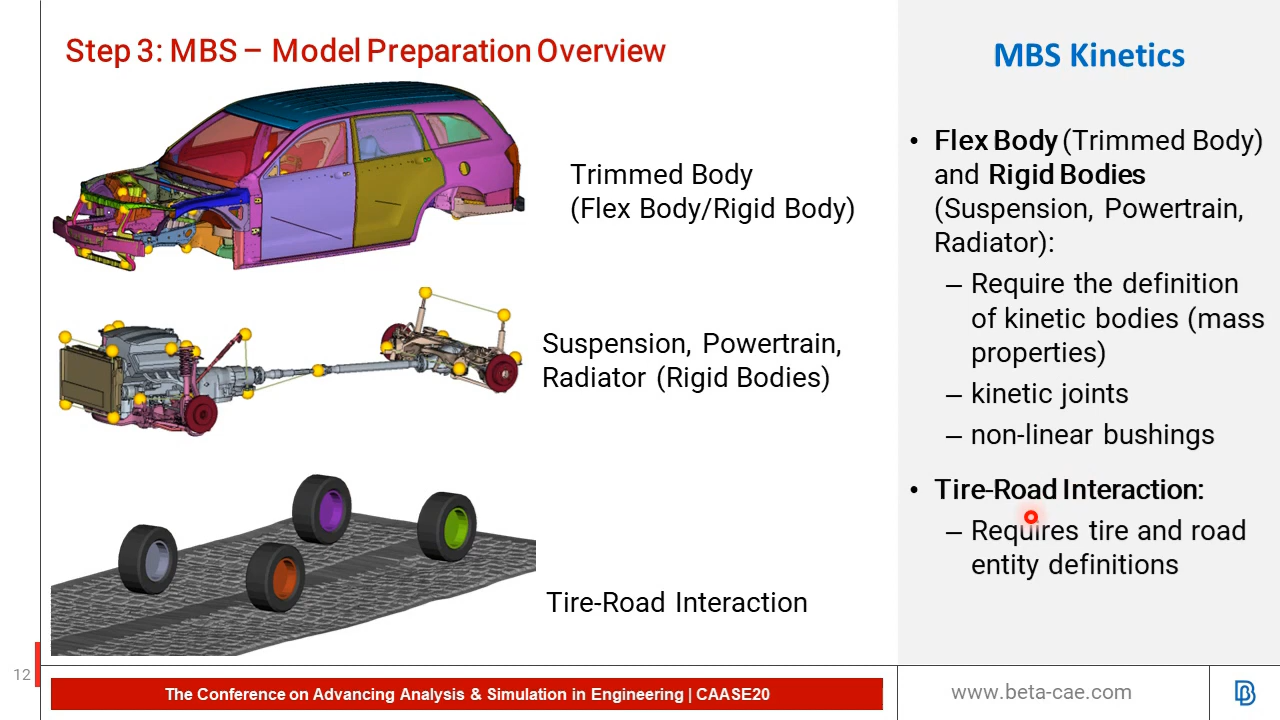 Step 3: MBS – Model Preparation Overview
Trimmed Body
(Flex Body/Rigid Body)
Suspension, Powertrain,
Radiator (Rigid Bodies)
Tire-Road Interaction
MBS Kinetics
• Flex Body (Trimmed Body)
and Rigid Bodies
(Suspension, Powertrain,
Radiator):
– Require the definition
of kinetic bodies (mass
properties)
– kinetic joints
– non-linear bushings
• Tire-Road Interaction:
– Requires tire and road
entity definitions
12
The Conference on Advancing Analysis & Simulation in Engineering | CAASE20
www.beta-cae.com